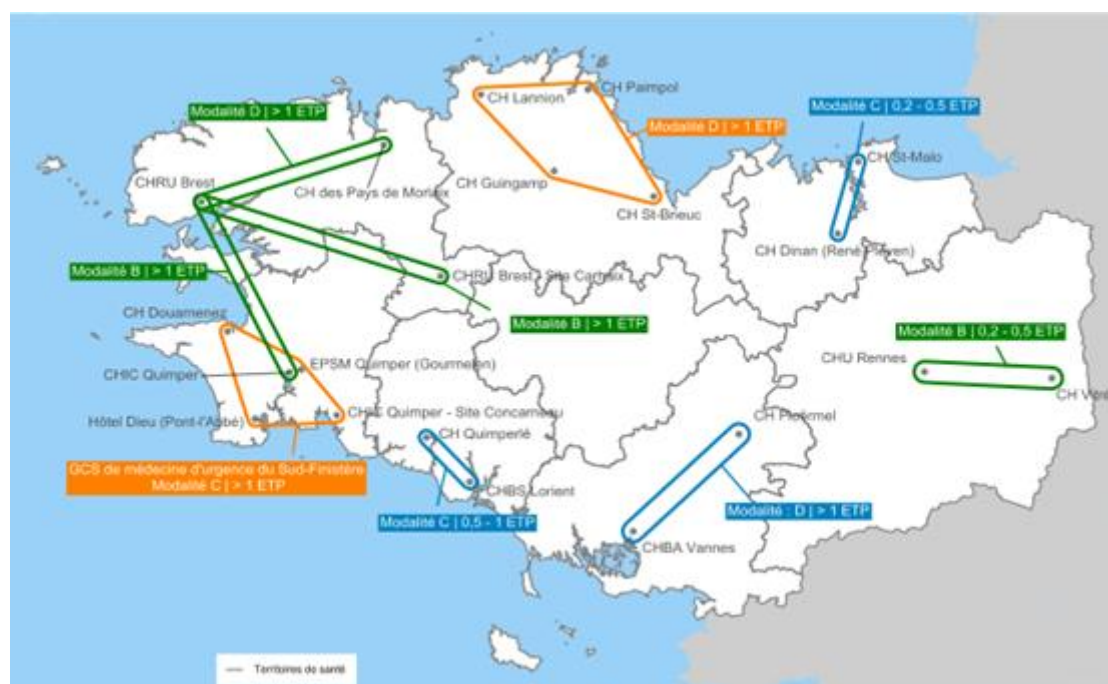 CH Paimpol
CH Lannion
Modalité C | 0,2 - 0,5 ETP
Modalité D | > 1 ETP
Modalité D | > 1 ETP
CH St-Malo
CHRU Brest
CH des Pays de Morlaix
CH Guingamp
CH St-Brieuc
CH Dinan (René Pleven)
Modalité B | > 1 ETP
CHRU Brest - Site Carhaix
CH Douarnenez
Modalité B | > 1 ETP
Modalité B | 0,2 - 0,5 ETP
EPSM Quimper (Gourmelen)
CHU Rennes
CHIC Quimper
CH Vitré
CHIC Quimper - Site Concarneau
CH Ploërmel
Hôtel Dieu (Pont-l'Abbé)
CH Quimperlé
GCS de médecine d'urgence du Sud-Finistère
Modalité C | > 1 ETP
CHBS Lorient
Modalité : D | > 1 ETP
Modalité C | 0,5 - 1 ETP
CHBA Vannes
Territoires de santé